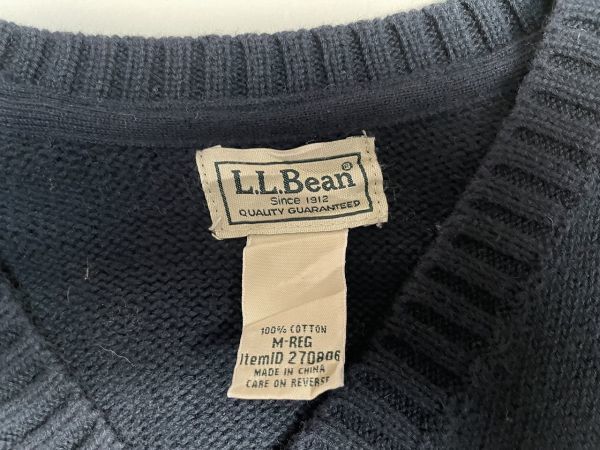 L.L.Bean®
Since 1912
QUALITY GUARANTEED
100% COTTON
M-REG
ItemID 270806
MADE IN CHINA
CARE ON REVERSE